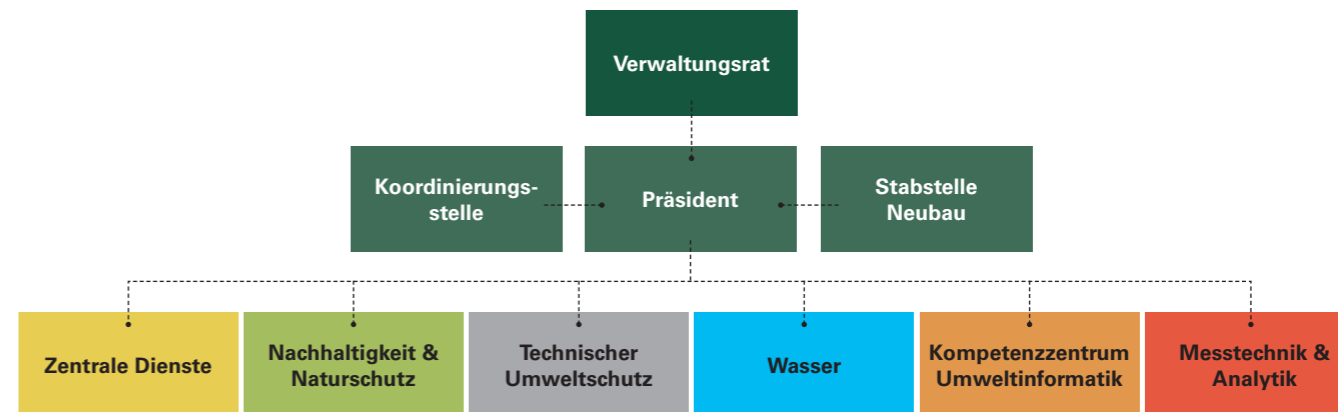 Verwaltungsrat
Koordinierungs-
stelle
Präsident
Stabstelle
Neubau
Zentrale Dienste
Nachhaltigkeit &
Naturschutz
Technischer
Umweltschutz
Wasser
Kompetenzzentrum
Umweltinformatik
Messtechnik &
Analytik